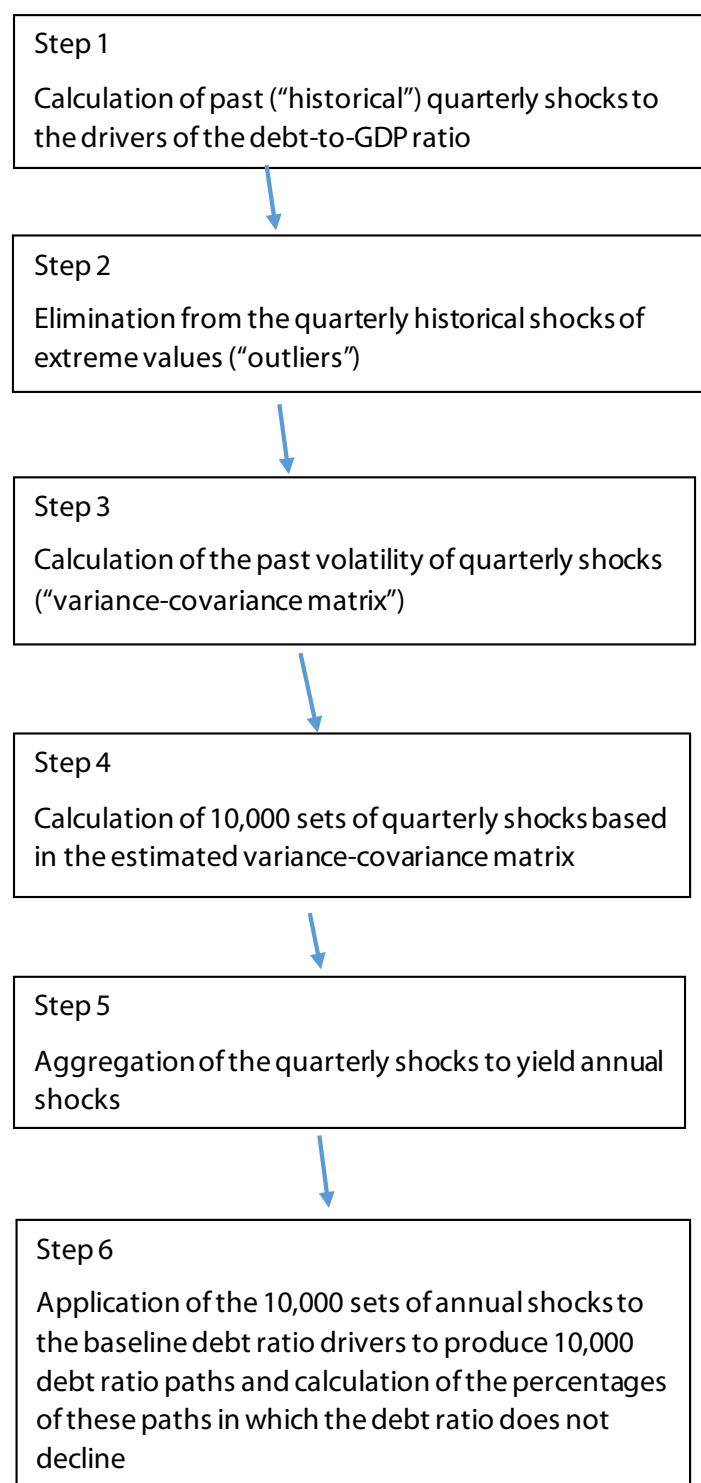 Step 1
Calculation of past (“historical”) quarterly shocks to
the drivers of the debt-to-GDP ratio
Step 2
Elimination from the quarterly historical shocks of
extreme values (“outliers”)
Step 3
Calculation of the past volatility of quarterly shocks
(“variance-covariance matrix”)
Step 4
Calculation of 10,000 sets of quarterly shocks based
in the estimated variance-covariance matrix
Step 5
Aggregation of the quarterly shocks to yield annual
shocks
Step 6
Application of the 10,000 sets of annual shocks to
the baseline debt ratio drivers to produce 10,000
debt ratio paths and calculation of the percentages
of these paths in which the debt ratio does not
decline